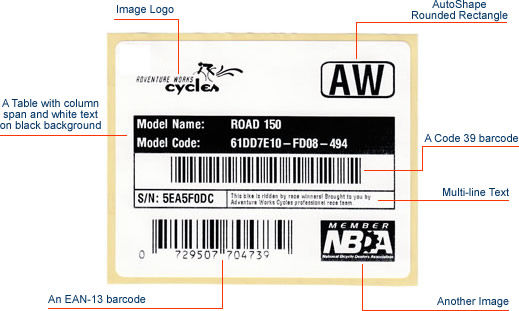 Image Logo
AutoShape
Rounded Rectangle
ADVENTURE WORKS
cycles
AW
A Table with column
span and white text
on black background
Model Name: ROAD 150
Model Code: 61DD7E10-FD08-494
A Code 39 barcode
S/N: 5EA5F0DC
This bike is ridden by race winners! Brought to you by
Adventure Works Cycles professional race team.
Multi-line Text
MEMBER
NBDA
National Bicycle Dealers Association
0 729507 704739
An EAN-13 barcode
Another Image